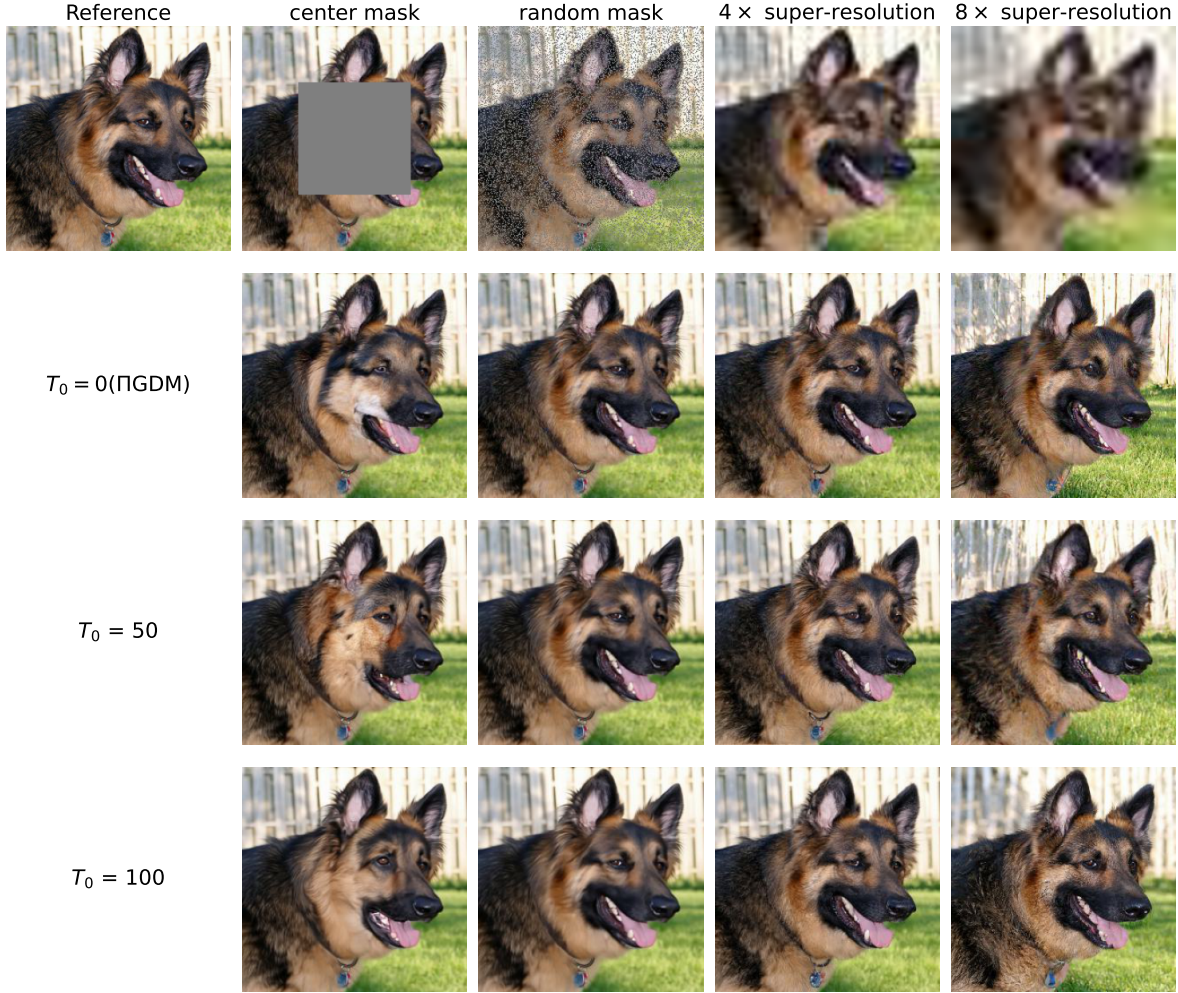 Reference
center mask
random mask
4× super-resolution
8× super-resolution
T₀ = 0(ΠGDM)
T₀ = 50
T₀ = 100